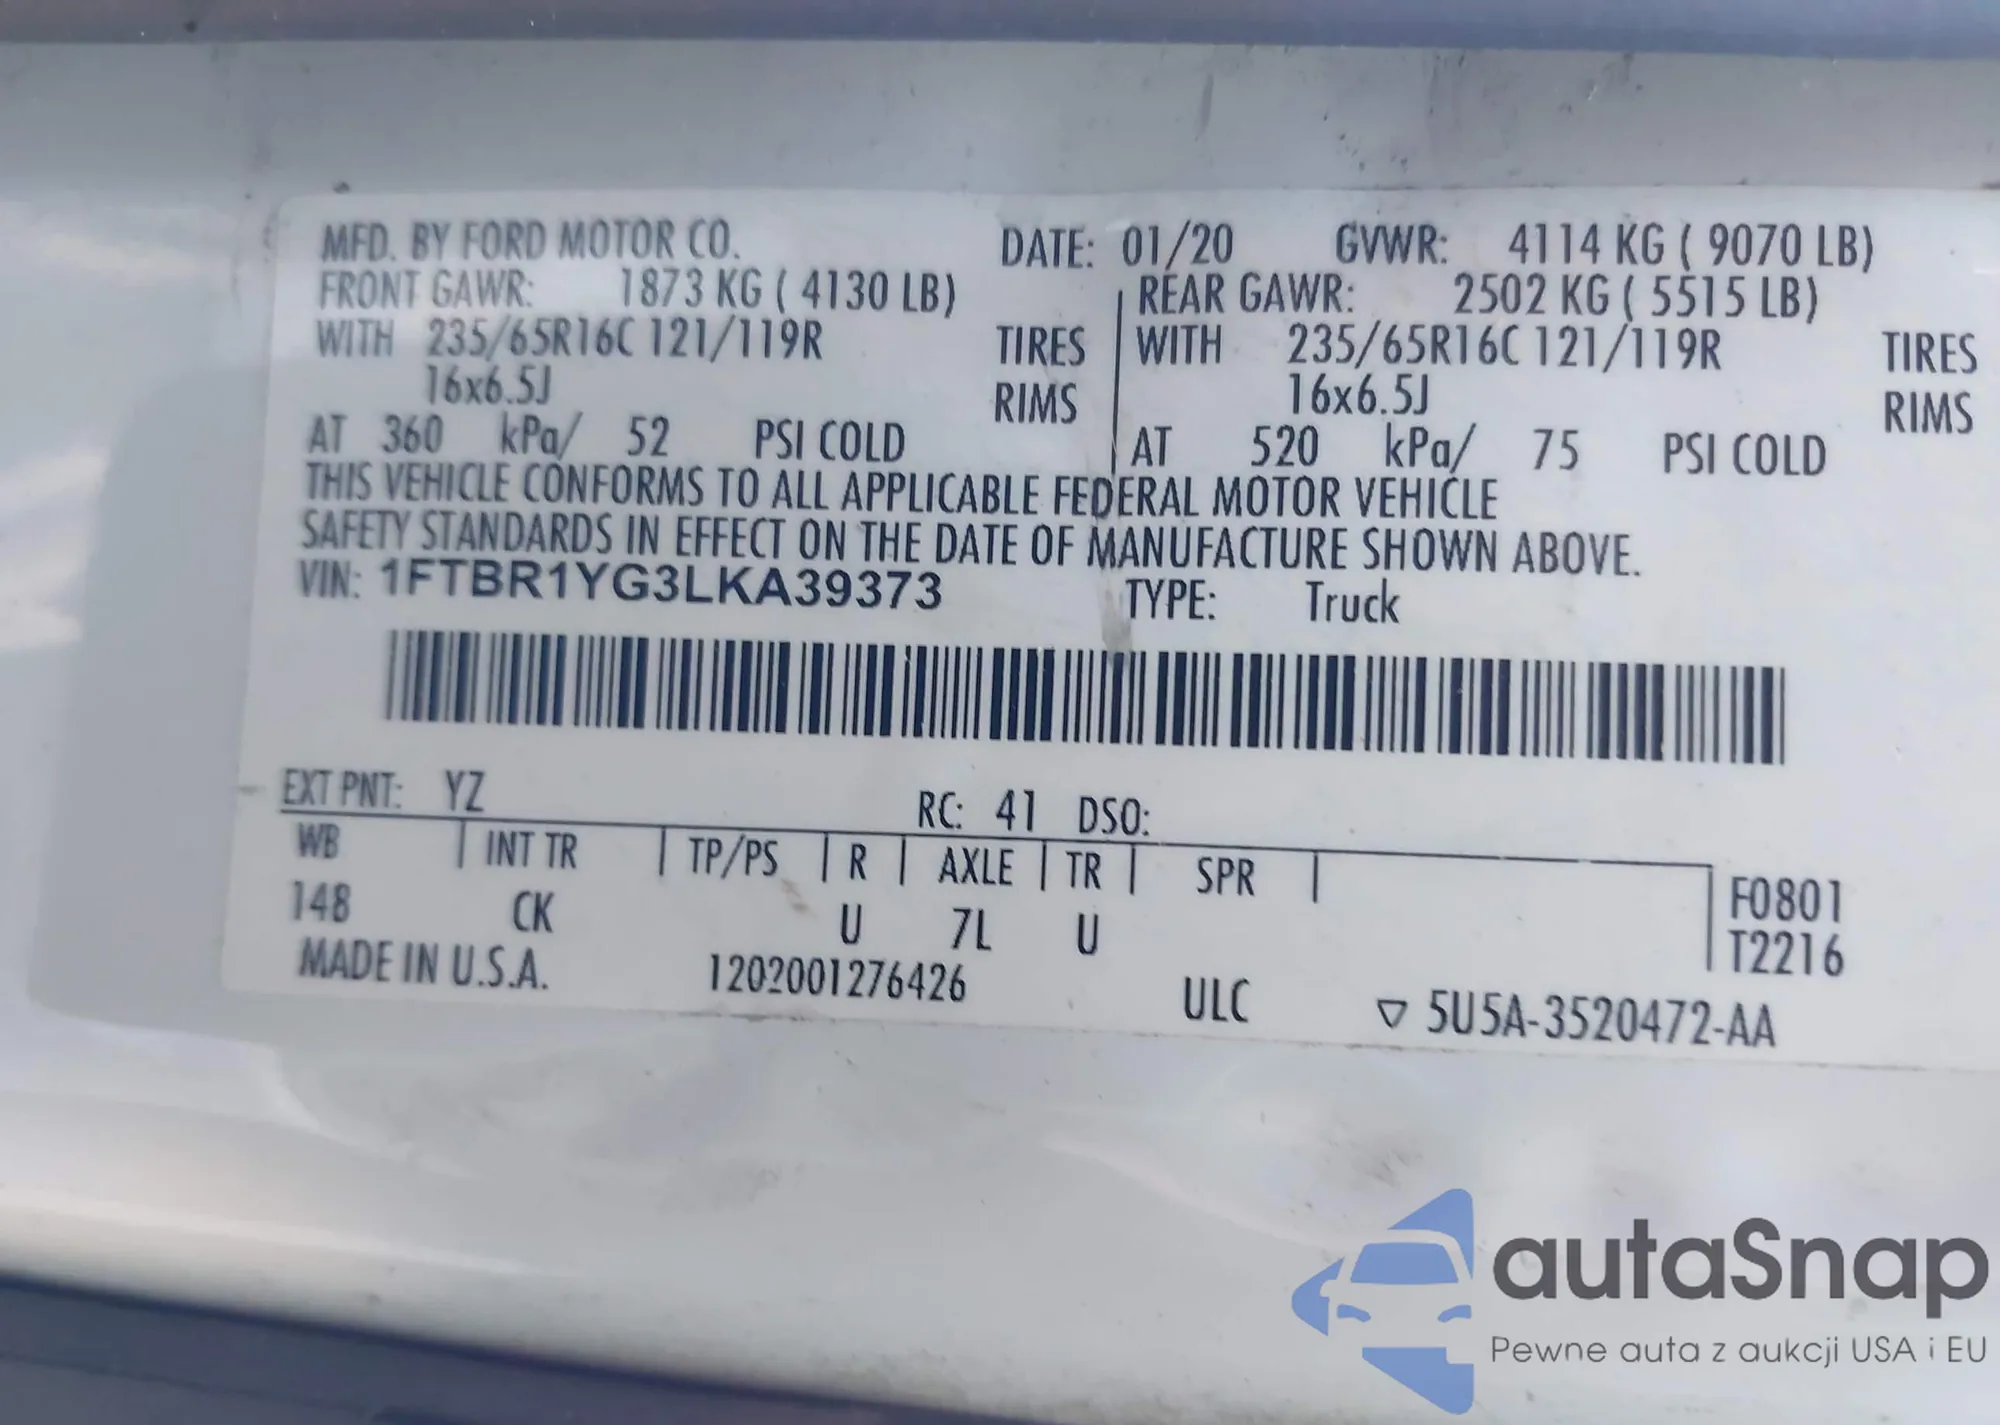 MFD. BY FORD MOTOR CO. DATE: 01/20 GVWR: 4114 KG ( 9070 LB)
FRONT GAWR: 1873 KG ( 4130 LB) REAR GAWR: 2502 KG ( 5515 LB)
WITH 235/65R16C 121/119R TIRES WITH 235/65R16C 121/119R TIRES
16x6.5J RIMS 16x6.5J RIMS
AT 360 kPa/ 52 PSI COLD AT 520 kPa/ 75 PSI COLD
THIS VEHICLE CONFORMS TO ALL APPLICABLE FEDERAL MOTOR VEHICLE
SAFETY STANDARDS IN EFFECT ON THE DATE OF MANUFACTURE SHOWN ABOVE.
VIN: 1FTBR1YG3LKA39373 TYPE: Truck
EXT PNT: YZ RC: 41 DSO:
WB INT TR TP/PS R AXLE TR SPR F0801
148 CK U 7L U T2216
MADE IN U.S.A. 1202001276426 ULC ▽ 5U5A-3520472-AA
autaSnap
Pewne auta z aukcji USA i EU